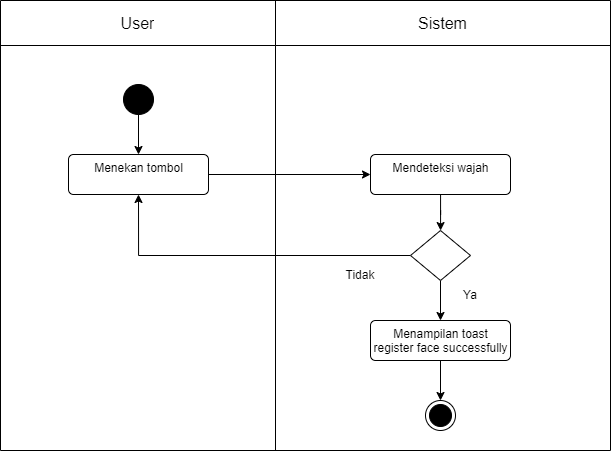 User
Sistem
Menekan tombol
Mendeteksi wajah
Tidak
Ya
Menampilan toast
register face successfully